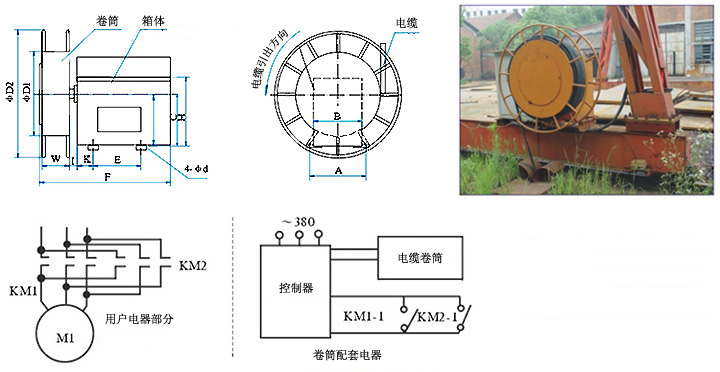 卷筒
箱体
ΦD2
ΦD1
C
H
W
I
K
E
F
4-Φd
电缆引出方向
电缆
B
A
KM2
KM1
M1
用户电器部分
～380
控制器
电缆卷筒
KM1-1
KM2-1
卷筒配套电器